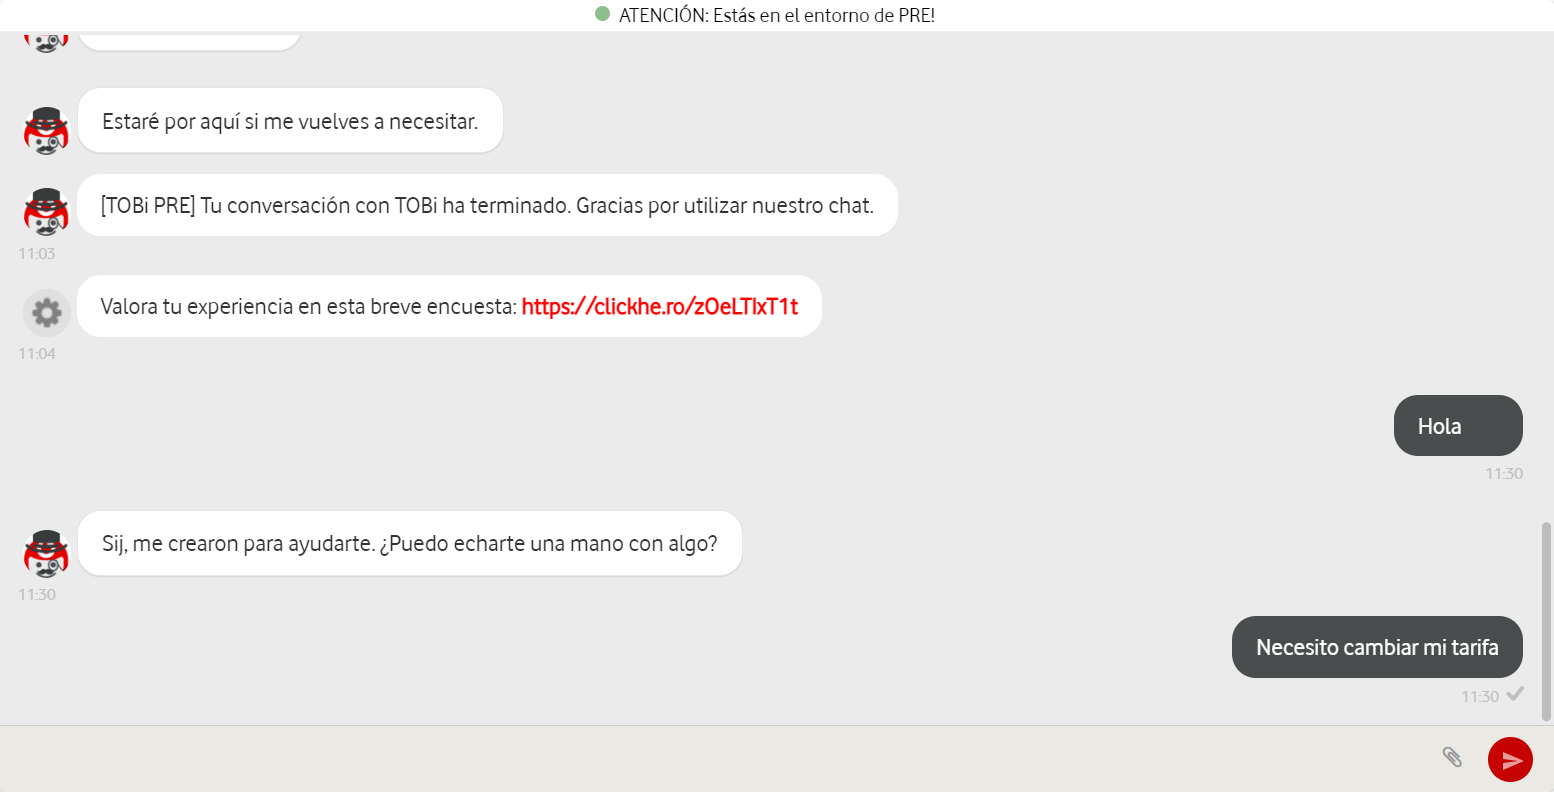 ATENCIÓN: Estás en el entorno de PRE!
Estaré por aquí si me vuelves a necesitar.
[TOBi PRE] Tu conversación con TOBi ha terminado. Gracias por utilizar nuestro chat.
11:03
Valora tu experiencia en esta breve encuesta: https://clickhe.ro/zOeLTIxT1t
11:04
Hola
11:30
Sij, me crearon para ayudarte. ¿Puedo echarte una mano con algo?
11:30
Necesito cambiar mi tarifa
11:30